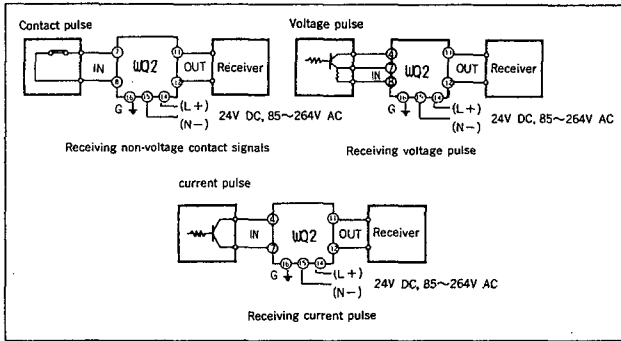 Contact pulse
7 11
IN WQ2 OUT Receiver
8 12
16 15 14
G (L+)
(N-) 24V DC, 85~264V AC
Receiving non-voltage contact signals
Voltage pulse
4 11
7 WQ2 OUT Receiver
IN 8 12
16 15 14
G (L+)
(N-) 24V DC, 85~264V AC
Receiving voltage pulse
current pulse
4 11
IN WQ2 OUT Receiver
7 12
16 15 14
G (L+)
(N-) 24V DC, 85~264V AC
Receiving current pulse